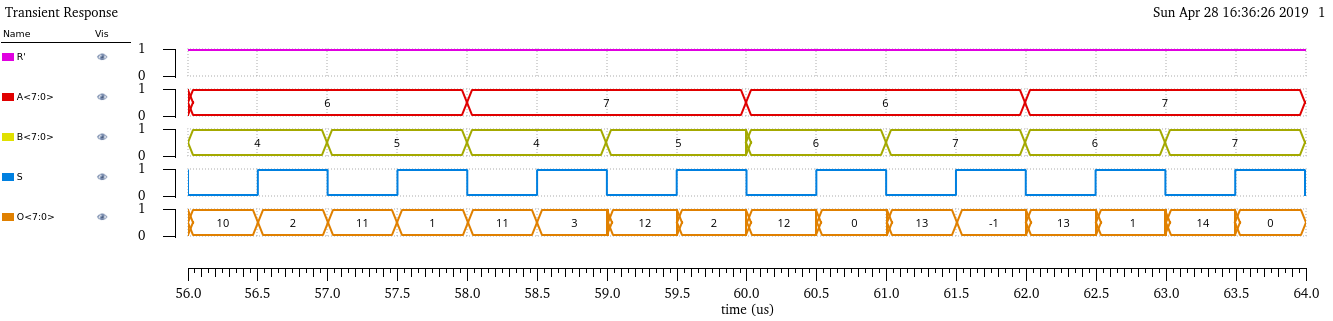 Transient Response Sun Apr 28 16:36:26 2019 1
Name Vis
R' 1 0
A<7:0> 1 0 6 7 6 7
B<7:0> 1 0 4 5 4 5 6 7 6 7
S 1 0
O<7:0> 1 0 10 2 11 1 11 3 12 2 12 0 13 -1 13 1 14 0
56.0 56.5 57.0 57.5 58.0 58.5 59.0 59.5 60.0 60.5 61.0 61.5 62.0 62.5 63.0 63.5 64.0
time (us)